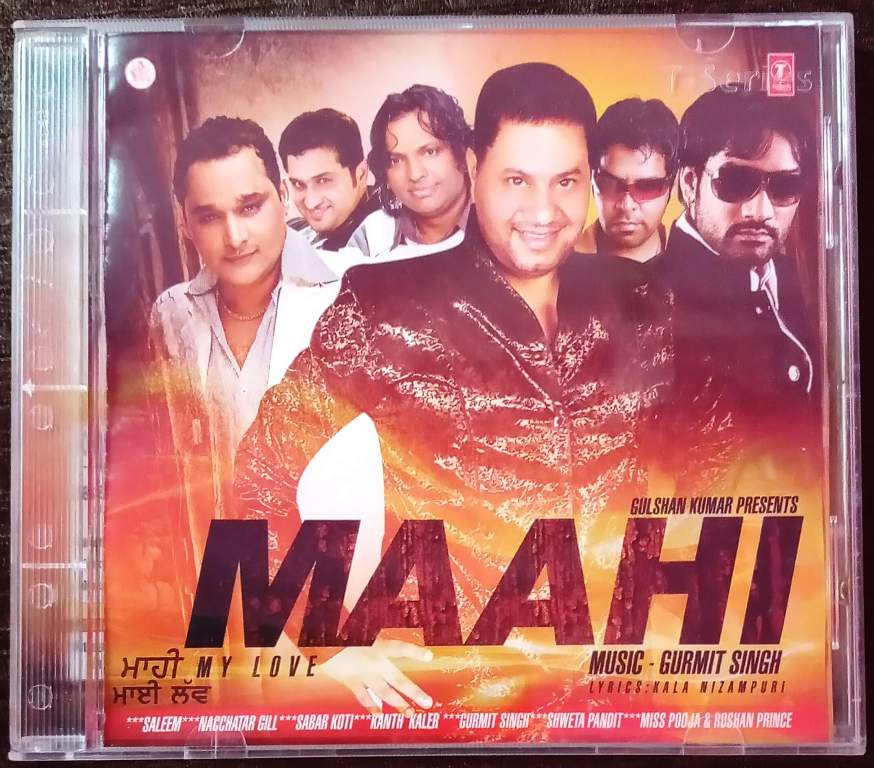 T-Series
T
GULSHAN KUMAR PRESENTS
MAAHI
ਮਾਹੀ MY LOVE
ਮਾਈ ਲੱਵ
MUSIC - GURMIT SINGH
LYRICS:KALA NIZAMPURI
***SALEEM***NACCHATAR GILL***SABAR KOTI***KANTH KALER ***GURMIT SINGH***SHWETA PANDIT***MISS POOJA & ROSHAN PRINCE